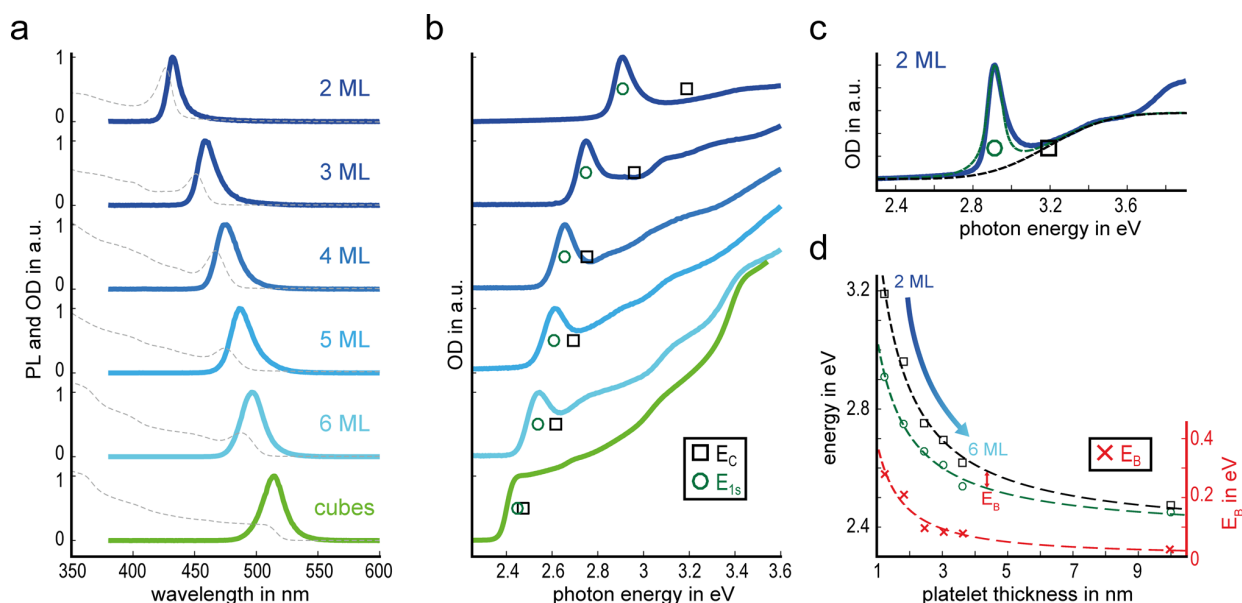 a
PL and OD in a.u.
1
0
2 ML
1
0
3 ML
1
0
4 ML
1
0
5 ML
1
0
6 ML
1
0
cubes
350 400 450 500 550 600
wavelength in nm
b
OD in a.u.
E_C
E_1s
2.4 2.6 2.8 3.0 3.2 3.4 3.6
photon energy in eV
c
2 ML
OD in a.u.
2.4 2.8 3.2 3.6
photon energy in eV
d
energy in eV
3.2
2.8
2.4
2 ML
6 ML
E_B
E_B
0.4
0.2
0
E_B in eV
1 3 5 7 9
platelet thickness in nm